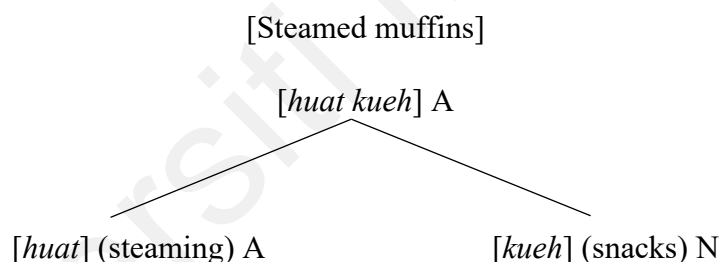 [Steamed muffins]
[huat kueh] A
[huat] (steaming) A [kueh] (snacks) N